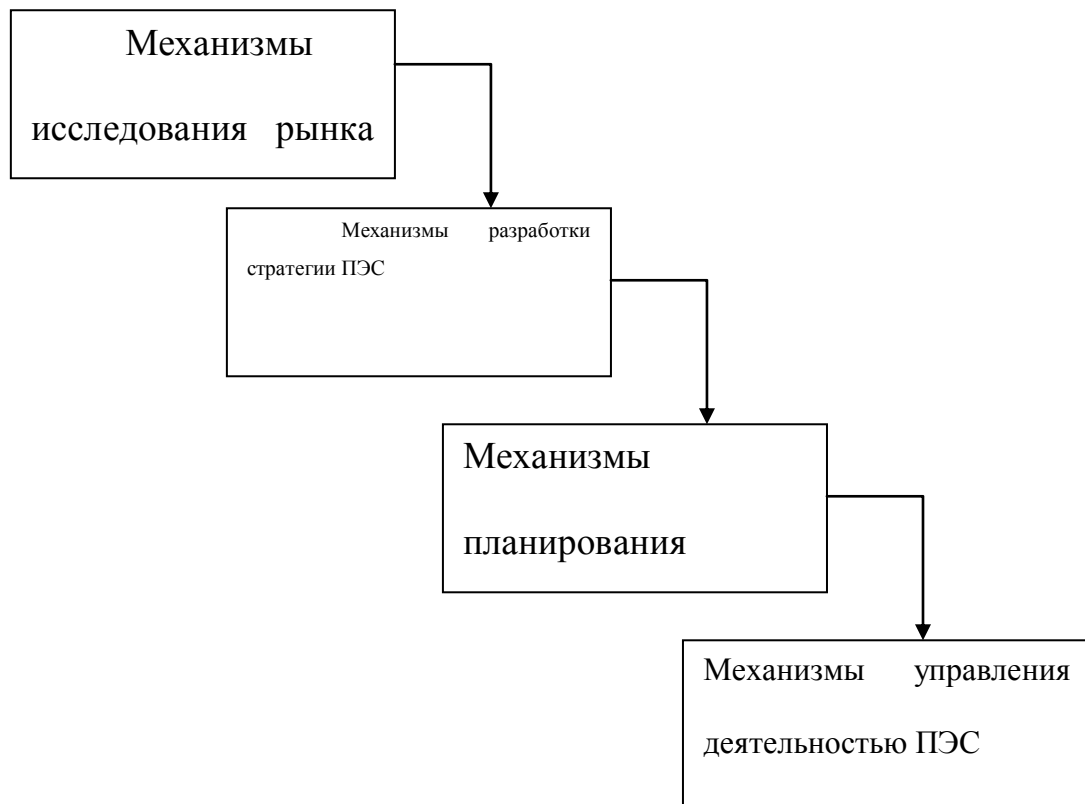 Механизмы
исследования рынка
Механизмы разработки
стратегии ПЭС
Механизмы
планирования
Механизмы управления
деятельностью ПЭС